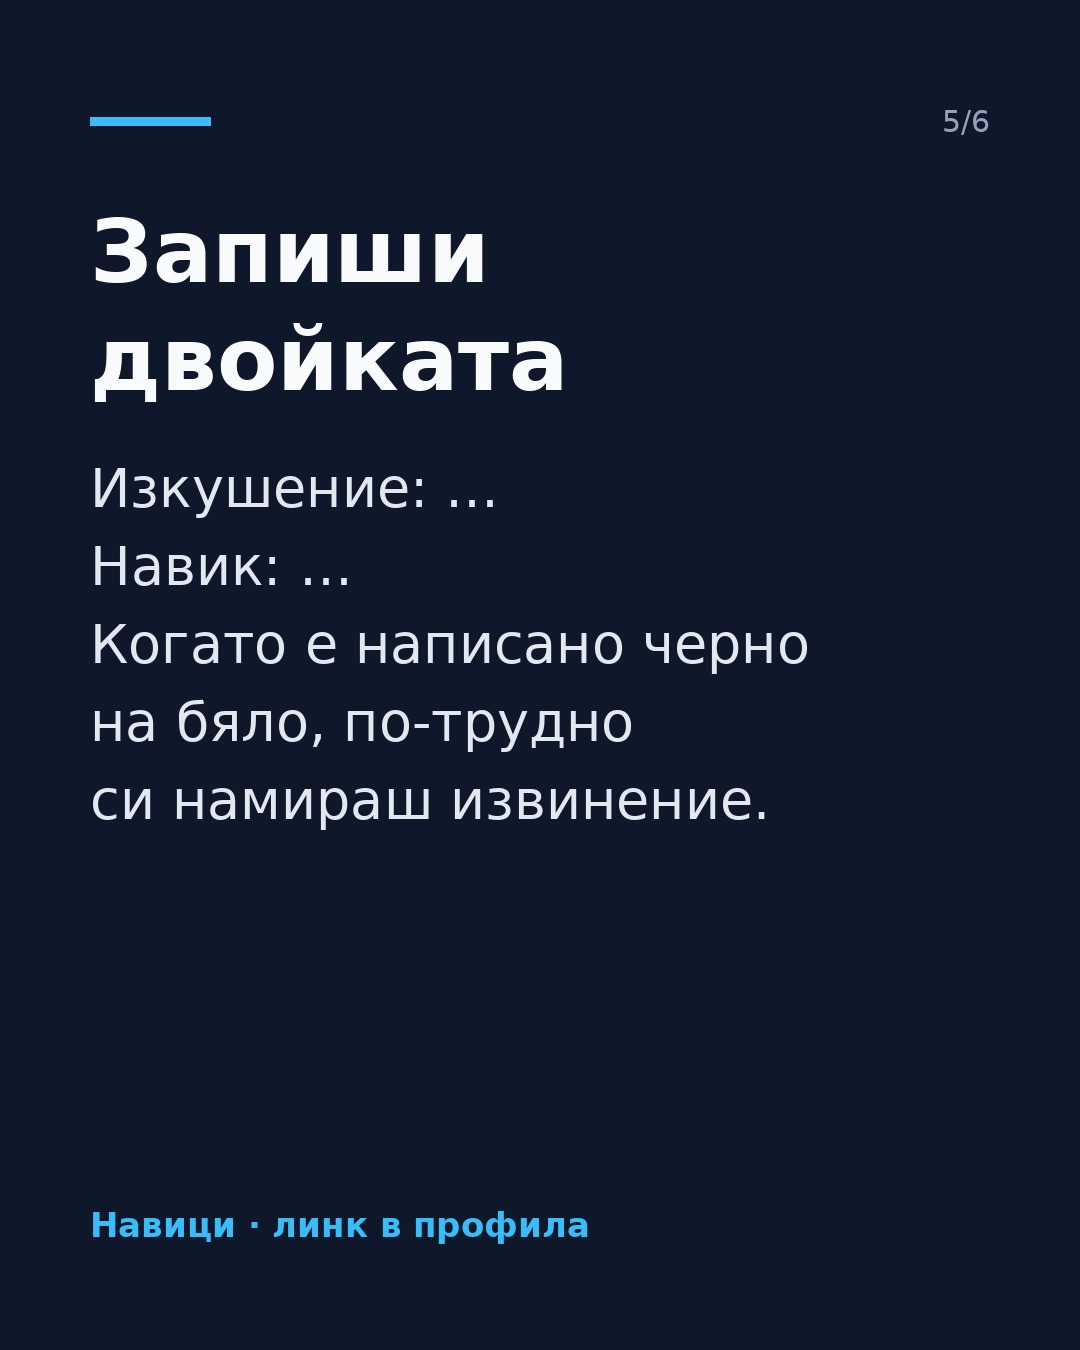 5/6
Запиши
двойката
Изкушение: …
Навик: …
Когато е написано черно
на бяло, по-трудно
си намираш извинение.
Навици · линк в профила